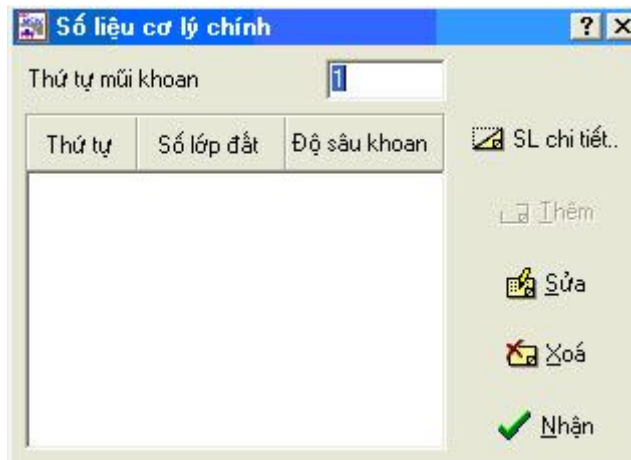 Số liệu cơ lý chính
Thứ tự mũi khoan 1
Thứ tự Số lớp đất Độ sâu khoan
SL chi tiết..
Thêm
Sửa
Xoá
Nhận